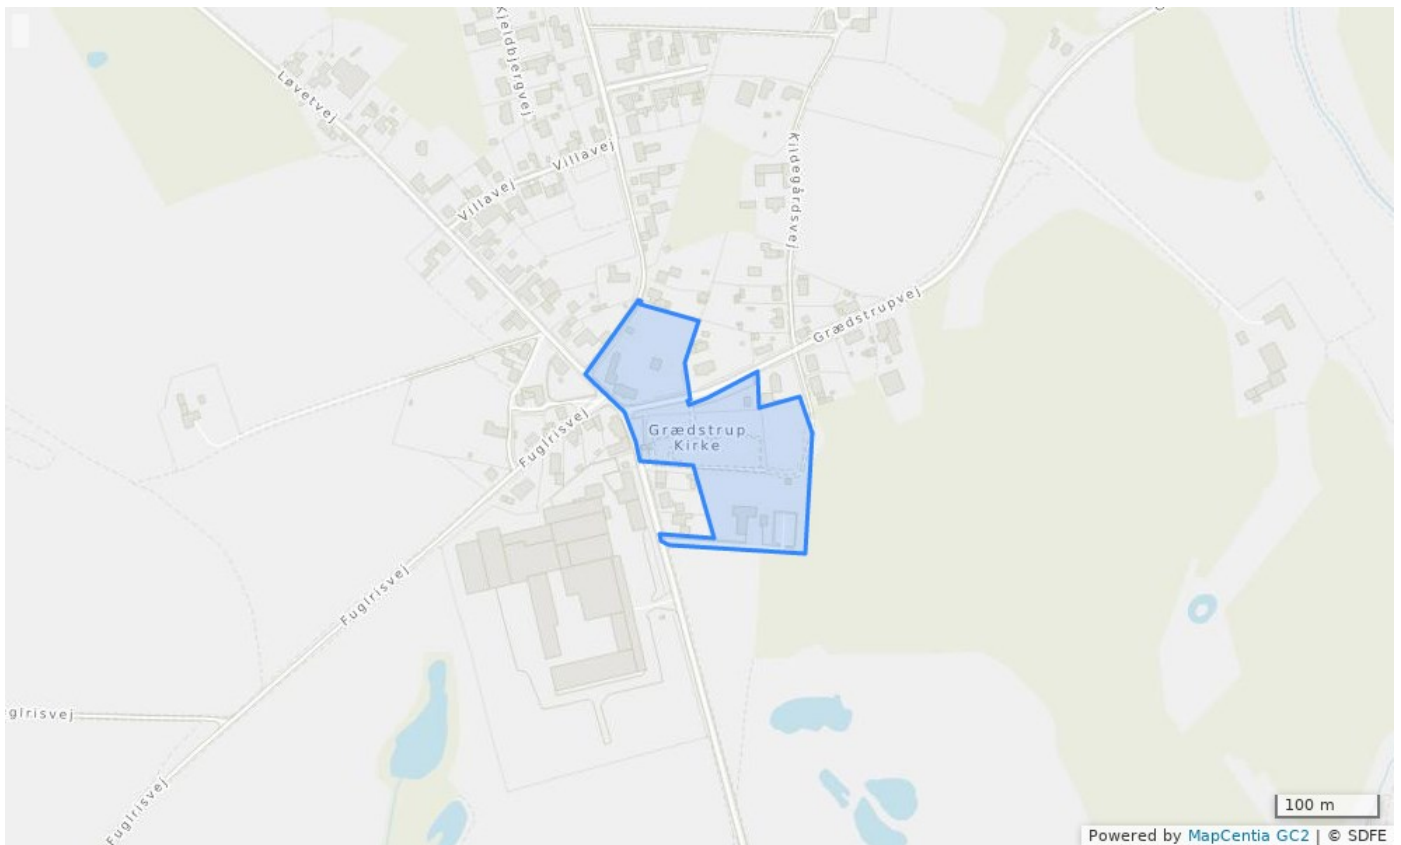 Kjeldbjergvej
Løvetvej
Villavej
Villavej
Kildegårdsvej
Grædstrupvej
Grædstrup
Kirke
Fuglrisvej
Fuglrisvej
glrisvej
Fuglrisvej
100 m
Powered by MapCentia GC2 | © SDFE